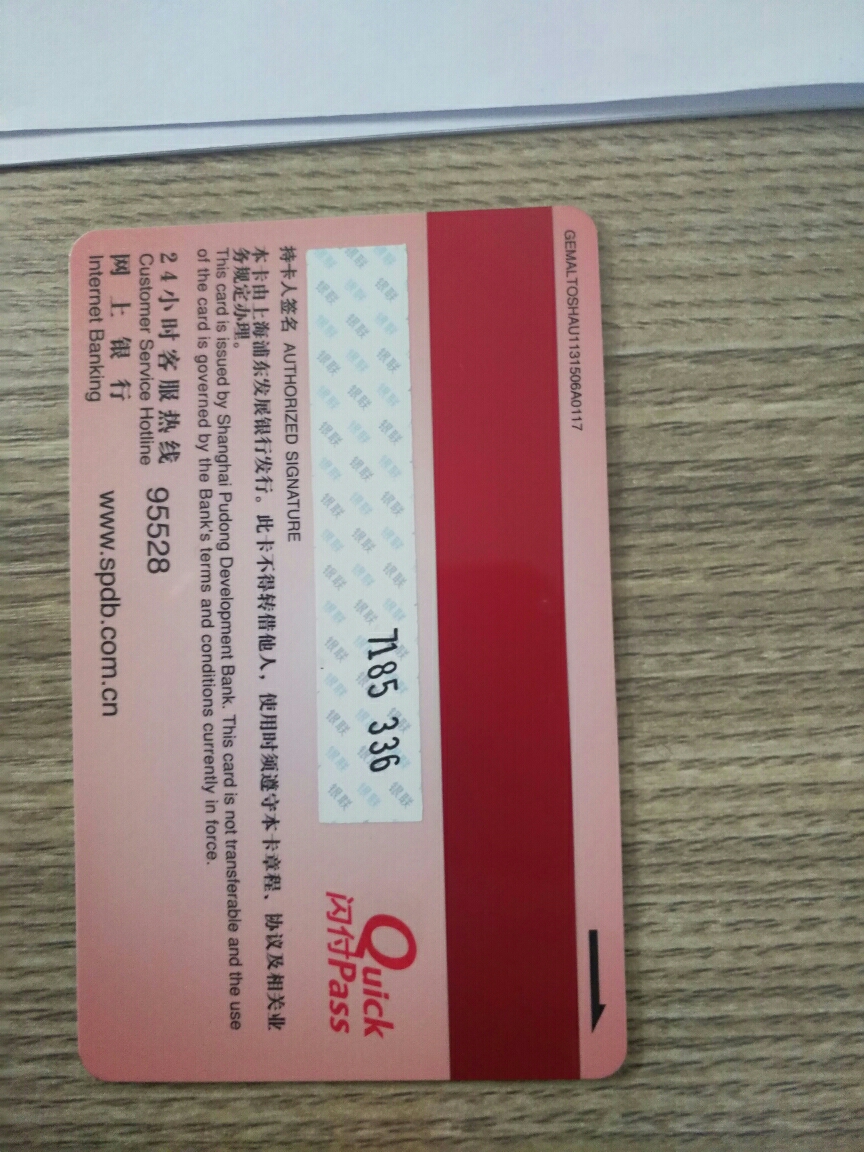 GEMALTOSHAU1131506A0117
7185 336
持卡人签名 AUTHORIZED SIGNATURE
Quick
闪付Pass
本卡由上海浦东发展银行发行。此卡不得转借他人，使用时须遵守本卡章程、协议及相关业
务规定办理。
This card is issued by Shanghai Pudong Development Bank. This card is not transferable and the use
of the card is governed by the Bank's terms and conditions currently in force.
24小时客服热线 95528
Customer Service Hotline
网上银行 www.spdb.com.cn
Internet Banking